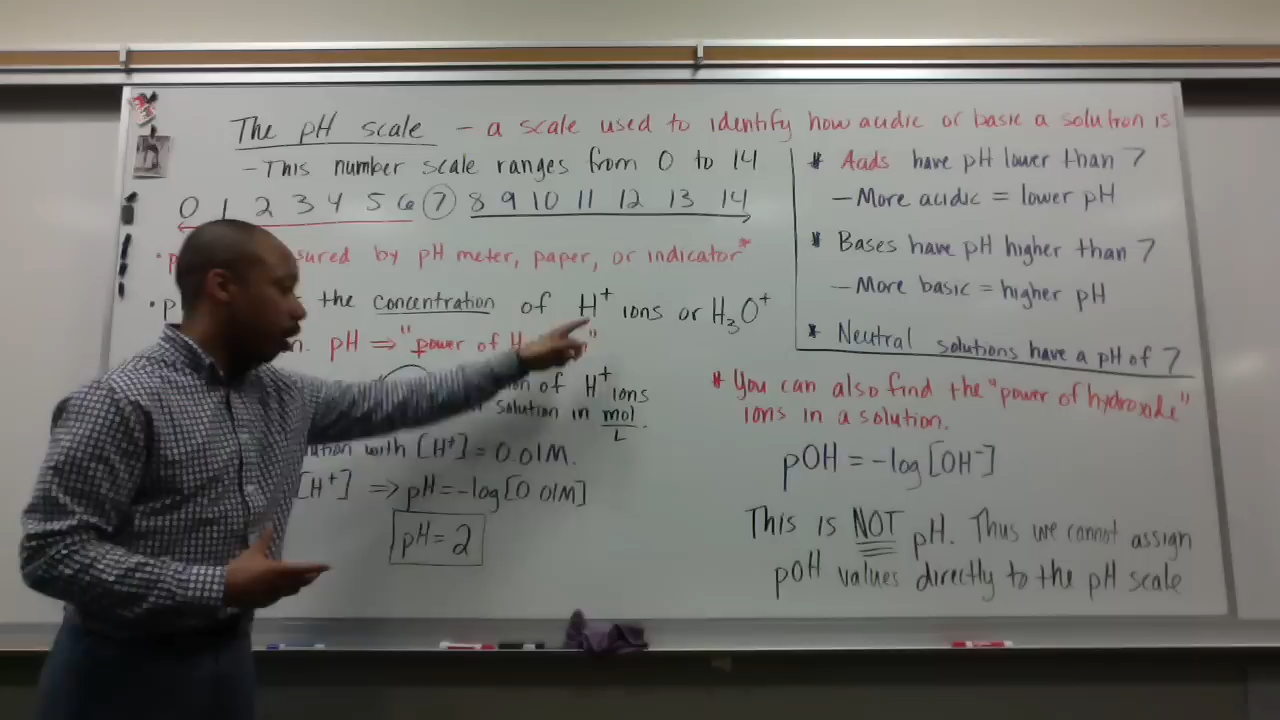 The pH scale - a scale used to identify how acidic or basic a solution is
- This number scale ranges from 0 to 14
0 1 2 3 4 5 6 7 8 9 10 11 12 13 14
sured by pH meter, paper, or indicator*
the concentration of H⁺ ions or H₃O⁺
pH ⇒ "power of H
of H⁺ ions
solution in mol/L.
with [H⁺] = 0.01M.
[H⁺] ⇒ pH = -log[0.01M]
pH = 2
* Acids have pH lower than 7
- More acidic = lower pH
* Bases have pH higher than 7
- More basic = higher pH
* Neutral solutions have a pH of 7
* You can also find the "power of hydroxide"
ions in a solution.
pOH = -log[OH⁻]
This is NOT pH. Thus we cannot assign
pOH values directly to the pH scale